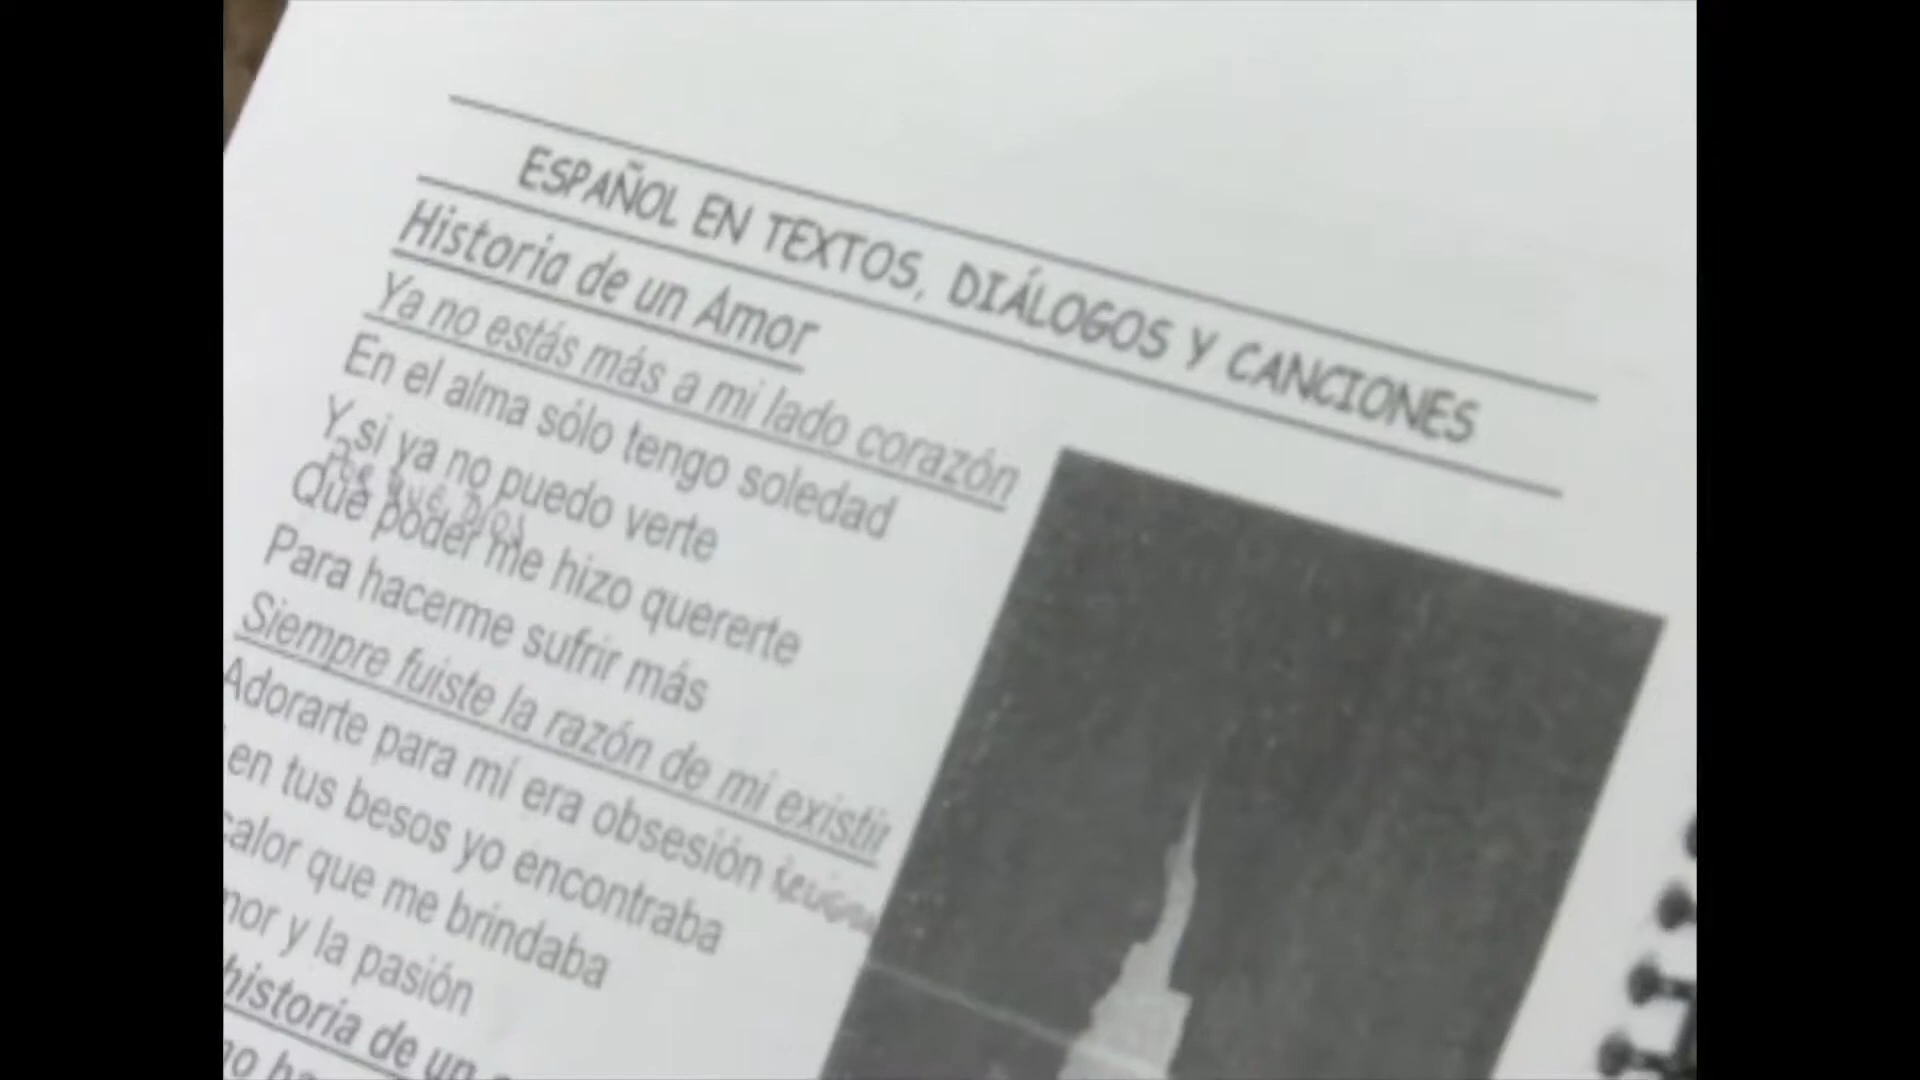 ESPAÑOL EN TEXTOS, DIÁLOGOS Y CANCIONES
Historia de un Amor
Ya no estás más a mi lado corazón
En el alma sólo tengo soledad
Y si ya no puedo verte
Por qué Dios
Que poder me hizo quererte
Para hacerme sufrir más
Siempre fuiste la razón de mi existir
Adorarte para mí era obsesión
en tus besos yo encontraba
calor que me brindaba
y la pasión
historia de un